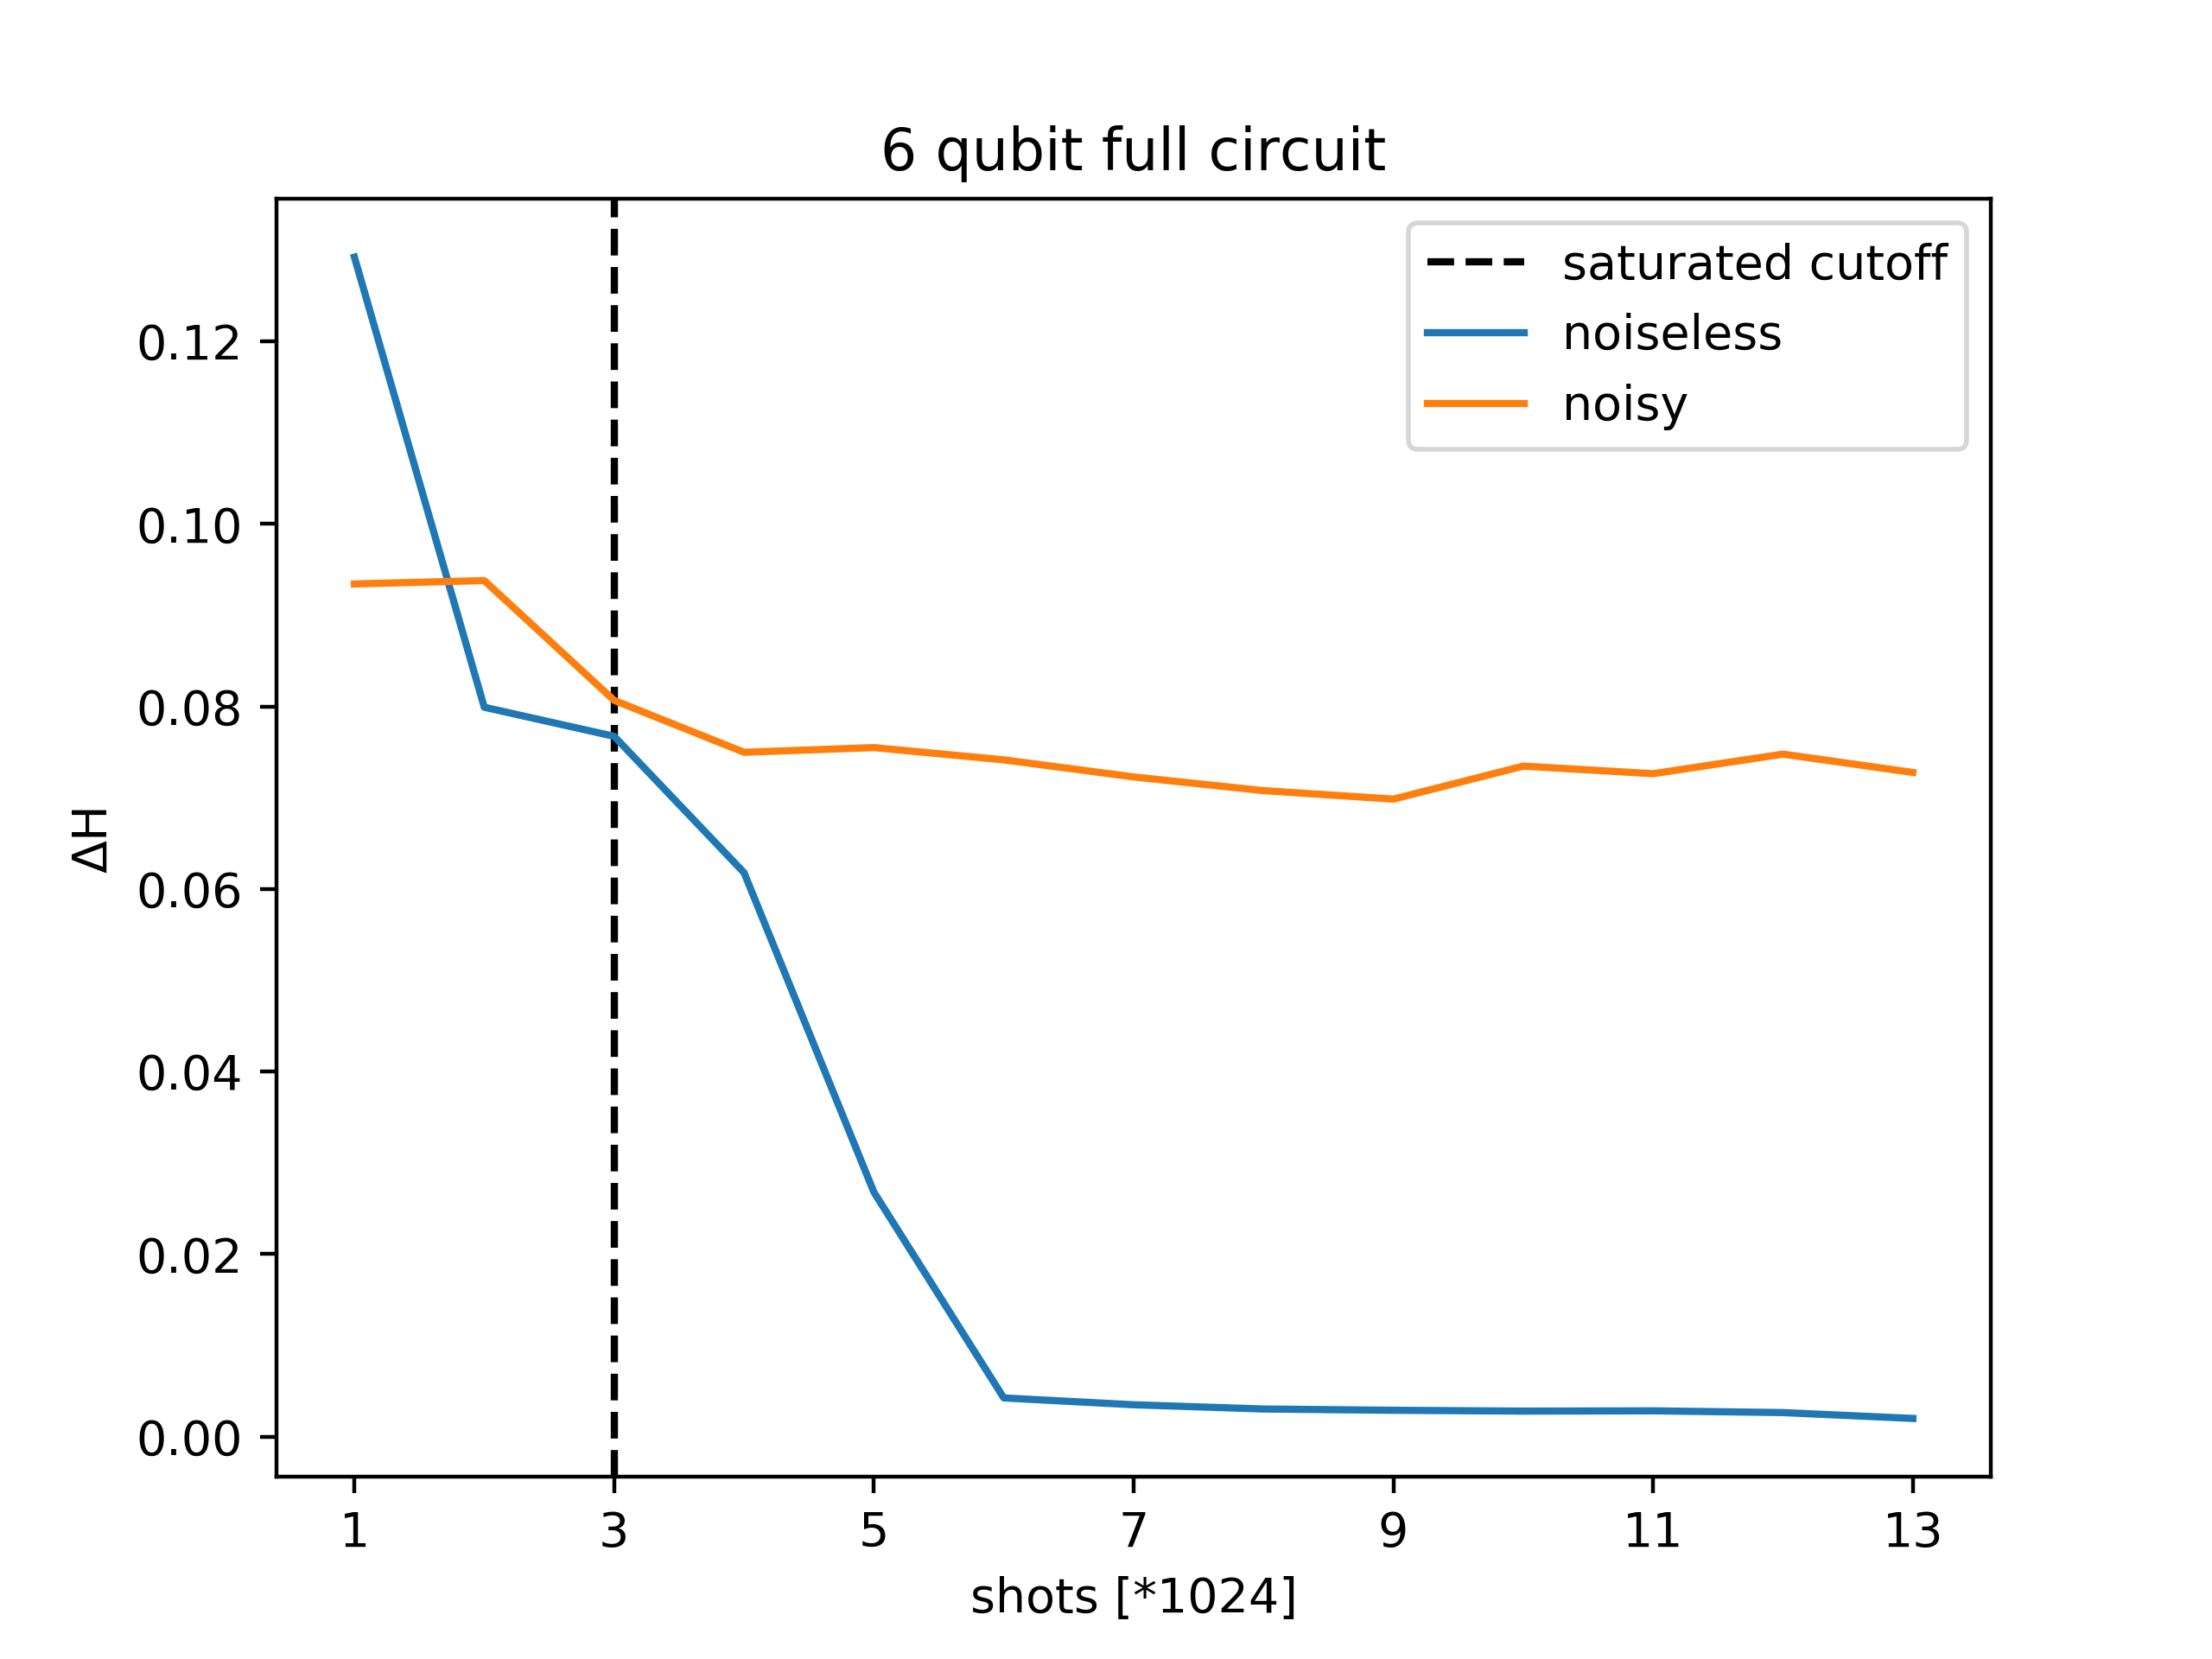 6 qubit full circuit
saturated cutoff
noiseless
noisy
0.12
0.10
0.08
0.06
0.04
0.02
0.00
ΔH
1 3 5 7 9 11 13
shots [*1024]